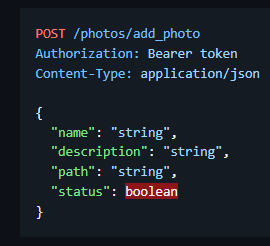 POST /photos/add_photo
Authorization: Bearer token
Content-Type: application/json
{
"name": "string",
"description": "string",
"path": "string",
"status": boolean
}